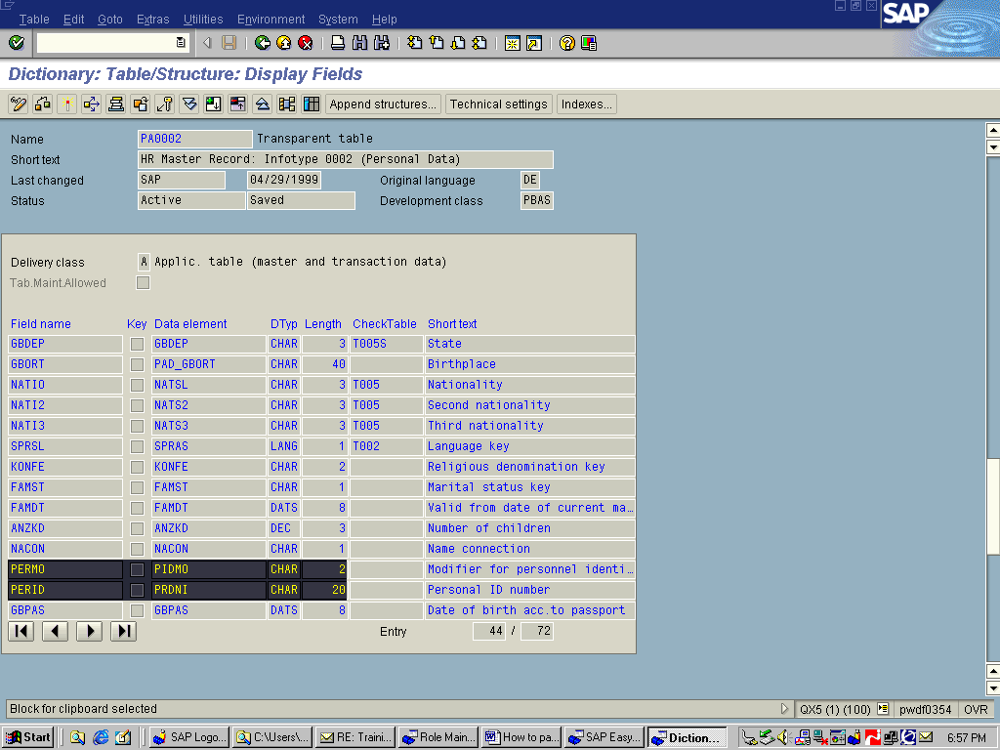 Table Edit Goto Extras Utilities Environment System Help
SAP
Dictionary: Table/Structure: Display Fields
Append structures... Technical settings Indexes...
Name PA0002 Transparent table
Short text HR Master Record: Infotype 0002 (Personal Data)
Last changed SAP 04/29/1999 Original language DE
Status Active Saved Development class PBAS
Delivery class A Applic. table (master and transaction data)
Tab.Maint.Allowed
Field name Key Data element DTyp Length CheckTable Short text
GBDEP GBDEP CHAR 3 T005S State
GBORT PAD_GBORT CHAR 40 Birthplace
NATIO NATSL CHAR 3 T005 Nationality
NATI2 NATS2 CHAR 3 T005 Second nationality
NATI3 NATS3 CHAR 3 T005 Third nationality
SPRSL SPRAS LANG 1 T002 Language key
KONFE KONFE CHAR 2 Religious denomination key
FAMST FAMST CHAR 1 Marital status key
FAMDT FAMDT DATS 8 Valid from date of current ma…
ANZKD ANZKD DEC 3 Number of children
NACON NACON CHAR 1 Name connection
PERMO PIDMO CHAR 2 Modifier for personnel identi…
PERID PRDNI CHAR 20 Personal ID number
GBPAS GBPAS DATS 8 Date of birth acc.to passport
Entry 44 / 72
Block for clipboard selected QX5 (1) (100) pwdf0354 OVR
Start SAP Logo... C:\Users\... RE: Traini... Role Main... How to pa... SAP Easy... Diction... 6:57 PM